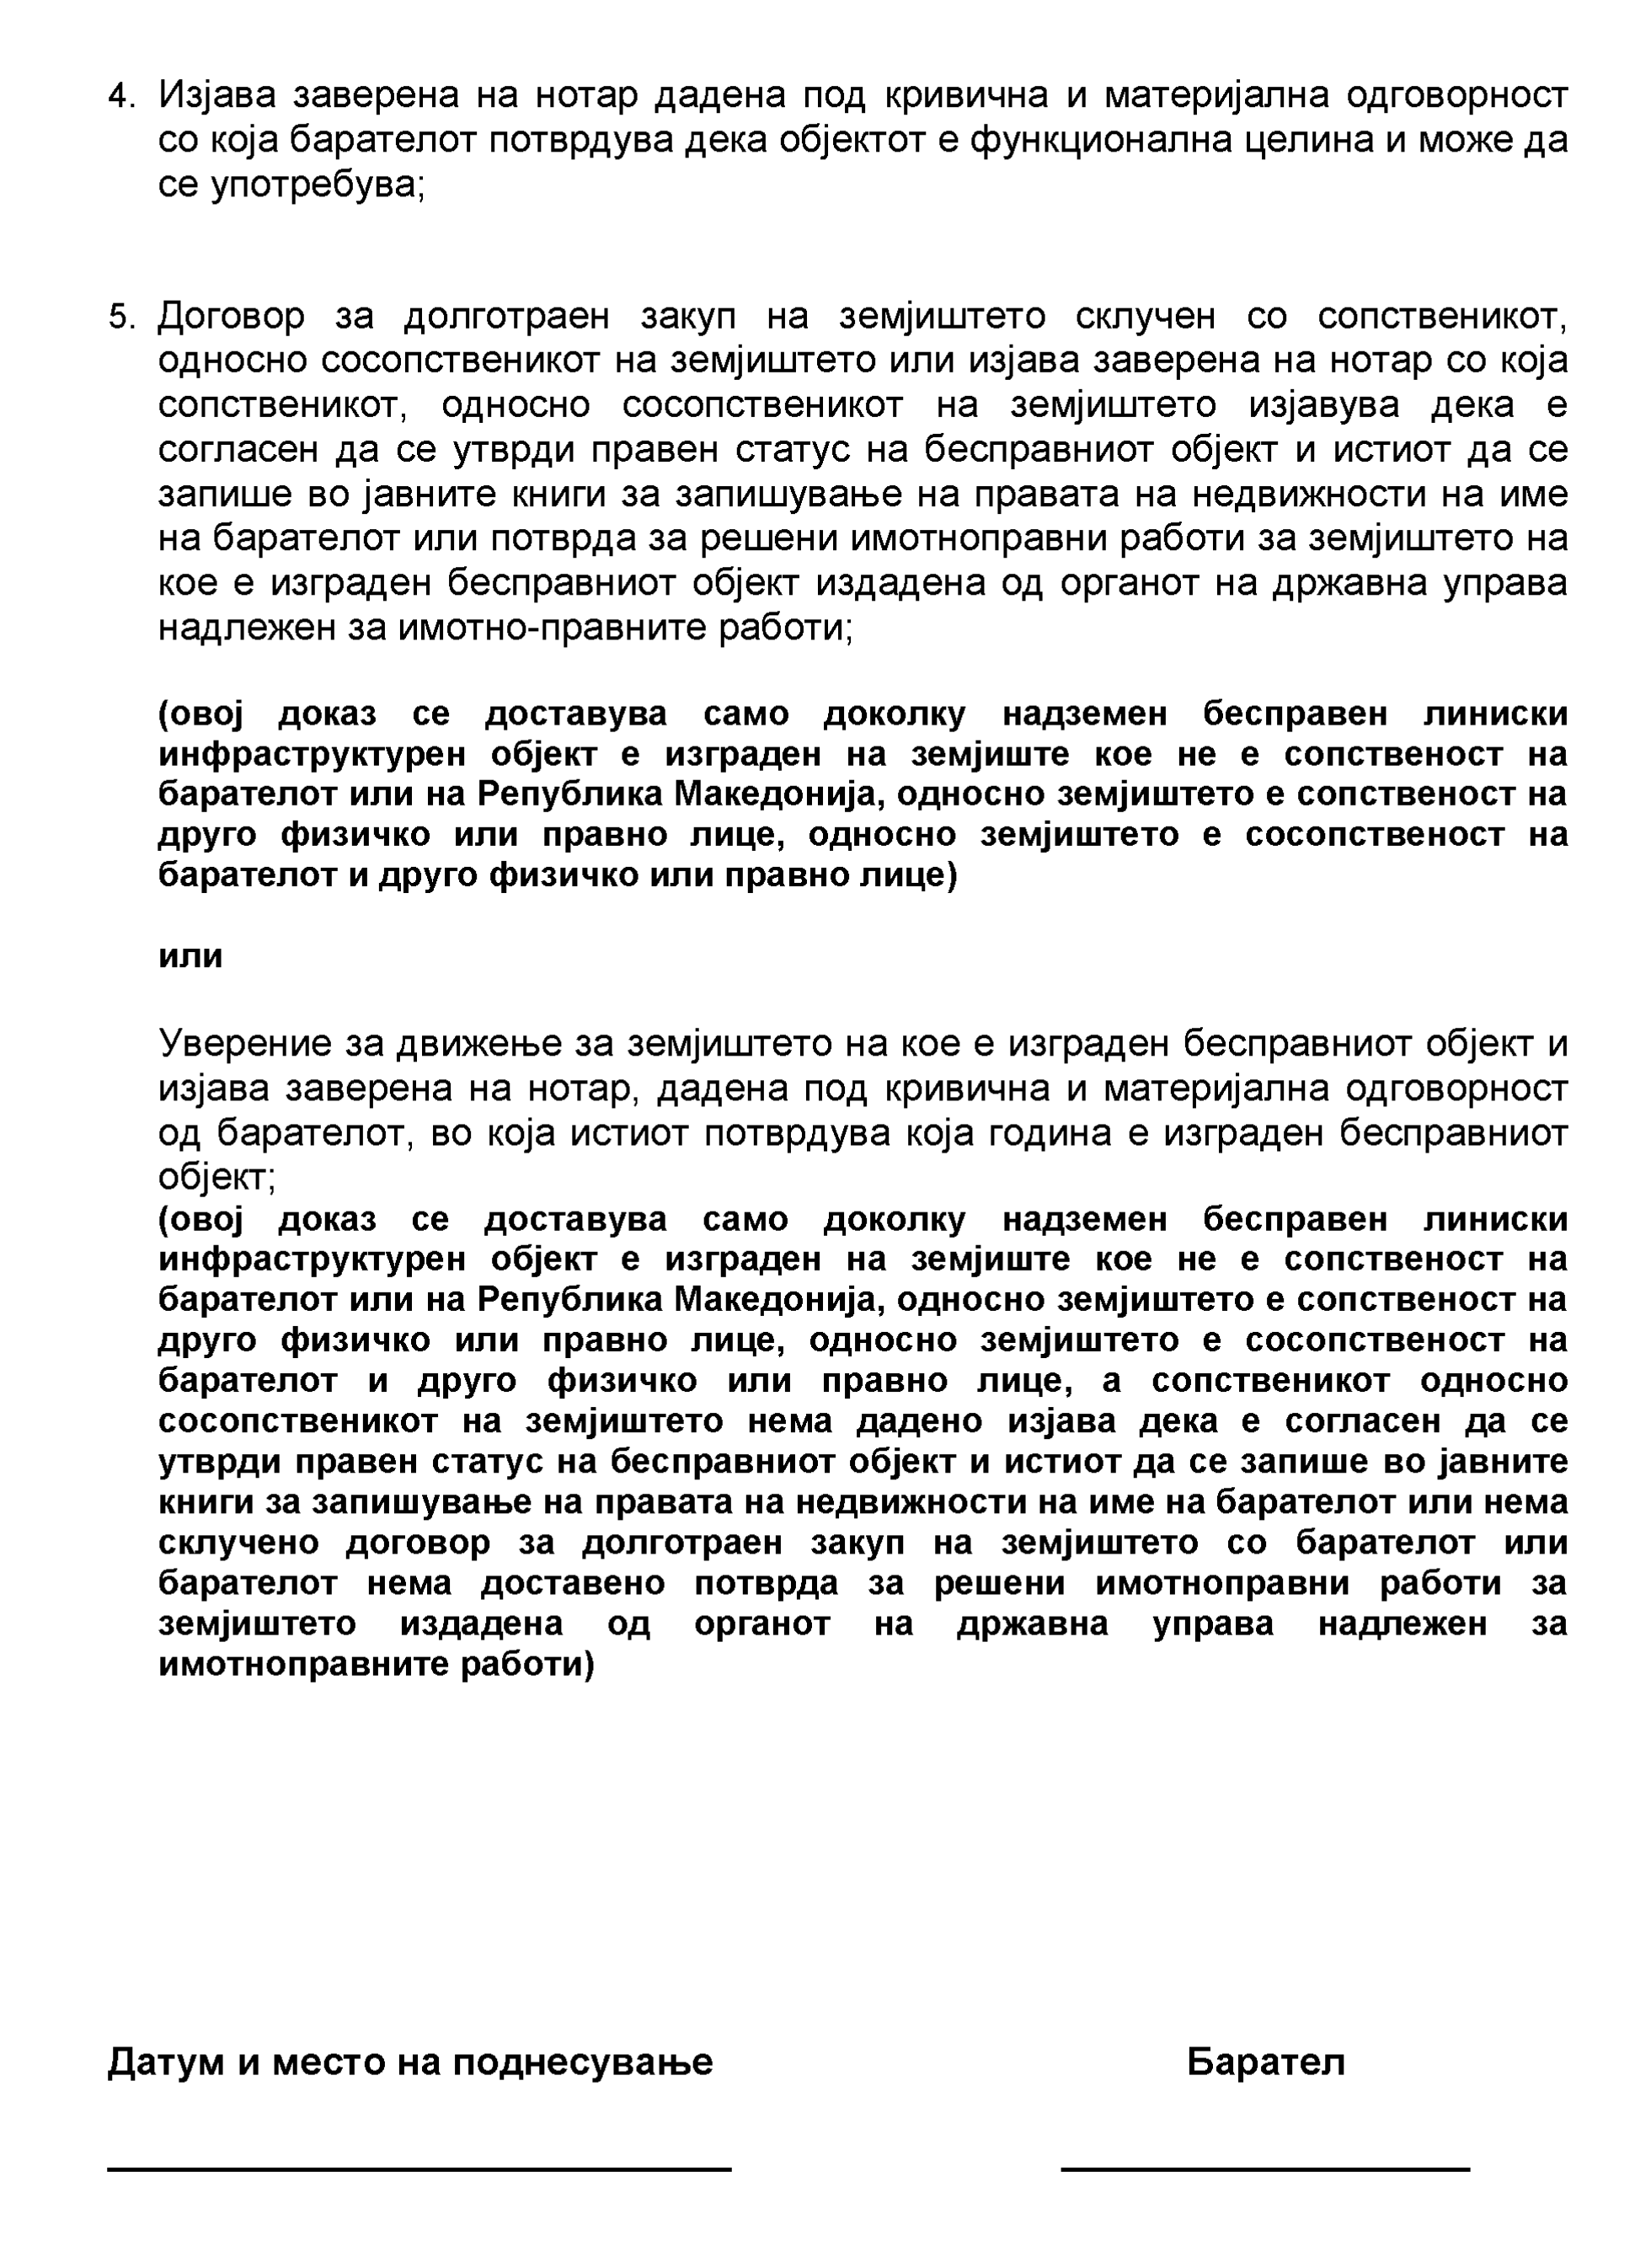 4. Изјава заверена на нотар дадена под кривична и материјална одговорност
со која барателот потврдува дека објектот е функционална целина и може да
се употребува;
5. Договор за долготраен закуп на земјиштето склучен со сопственикот,
односно сосопственикот на земјиштето или изјава заверена на нотар со која
сопственикот, односно сосопственикот на земјиштето изјавува дека е
согласен да се утврди правен статус на бесправниот објект и истиот да се
запише во јавните книги за запишување на правата на недвижности на име
на барателот или потврда за решени имотноправни работи за земјиштето на
кое е изграден бесправниот објект издадена од органот на државна управа
надлежен за имотно-правните работи;
(овој доказ се доставува само доколку надземен бесправен линиски
инфраструктурен објект е изграден на земјиште кое не е сопственост на
барателот или на Република Македонија, односно земјиштето е сопственост на
друго физичко или правно лице, односно земјиштето е сосопственост на
барателот и друго физичко или правно лице)
или
Уверение за движење за земјиштето на кое е изграден бесправниот објект и
изјава заверена на нотар, дадена под кривична и материјална одговорност
од барателот, во која истиот потврдува која година е изграден бесправниот
објект;
(овој доказ се доставува само доколку надземен бесправен линиски
инфраструктурен објект е изграден на земјиште кое не е сопственост на
барателот или на Република Македонија, односно земјиштето е сопственост на
друго физичко или правно лице, односно земјиштето е сосопственост на
барателот и друго физичко или правно лице, а сопственикот односно
сосопственикот на земјиштето нема дадено изјава дека е согласен да се
утврди правен статус на бесправниот објект и истиот да се запише во јавните
книги за запишување на правата на недвижности на име на барателот или нема
склучено договор за долготраен закуп на земјиштето со барателот или
барателот нема доставено потврда за решени имотноправни работи за
земјиштето издадена од органот на државна управа надлежен за
имотноправните работи)
Датум и место на поднесување Барател